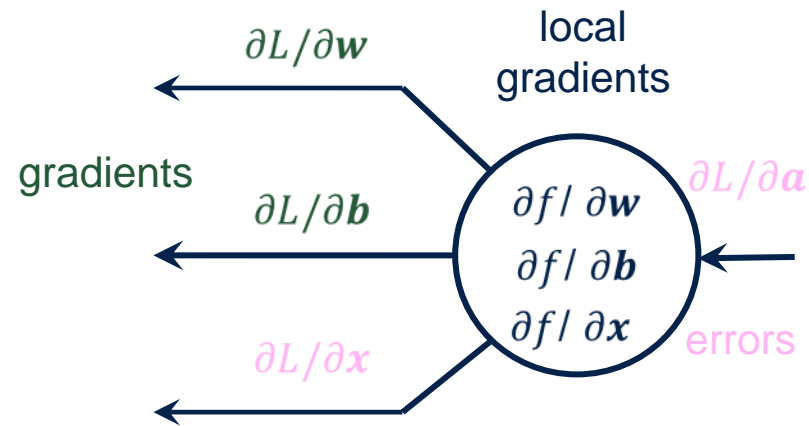 local
gradients
∂L/∂w
gradients
∂L/∂b
∂L/∂x
∂f/ ∂w
∂f/ ∂b
∂f/ ∂x
∂L/∂a
errors